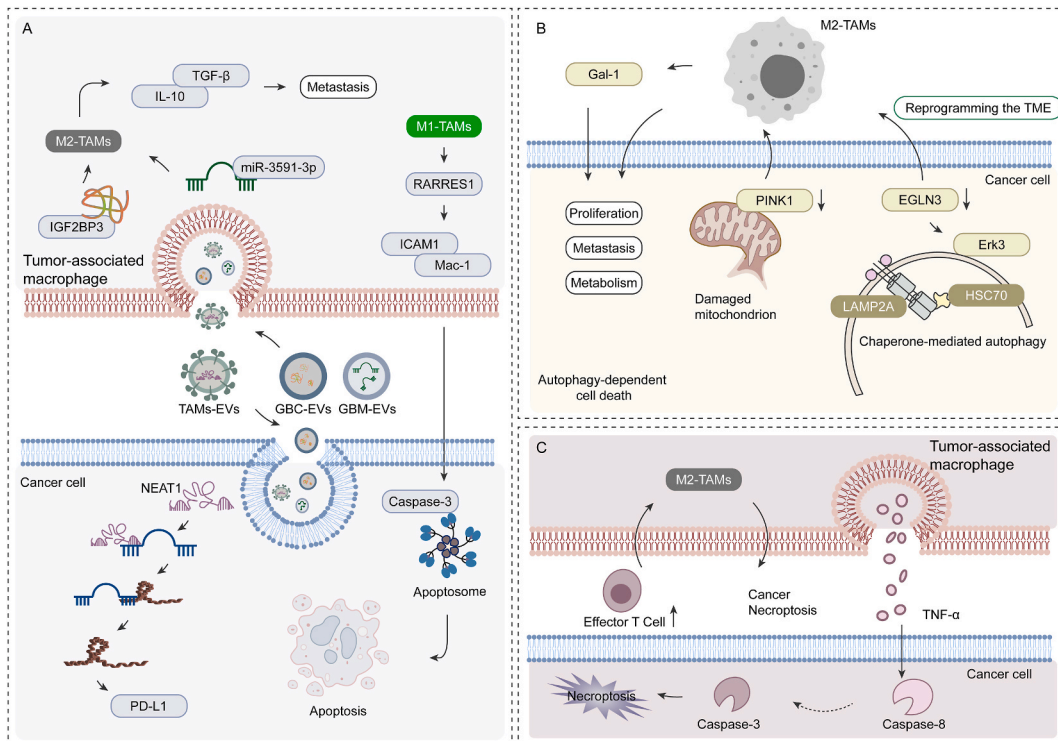 A
TGF-β
IL-10
Metastasis
M2-TAMs
M1-TAMs
miR-3591-3p
RARRES1
IGF2BP3
ICAM1
Mac-1
Tumor-associated
macrophage
TAMs-EVs
GBC-EVs
GBM-EVs
Cancer cell
NEAT1
Caspase-3
Apoptosome
PD-L1
Apoptosis
B
M2-TAMs
Gal-1
Reprogramming the TME
Cancer cell
Proliferation
Metastasis
Metabolism
PINK1
EGLN3
Erk3
Damaged
mitochondrion
LAMP2A
HSC70
Chaperone-mediated autophagy
Autophagy-dependent
cell death
C
Tumor-associated
macrophage
M2-TAMs
Effector T Cell
Cancer
Necroptosis
TNF-α
Cancer cell
Necroptosis
Caspase-3
Caspase-8